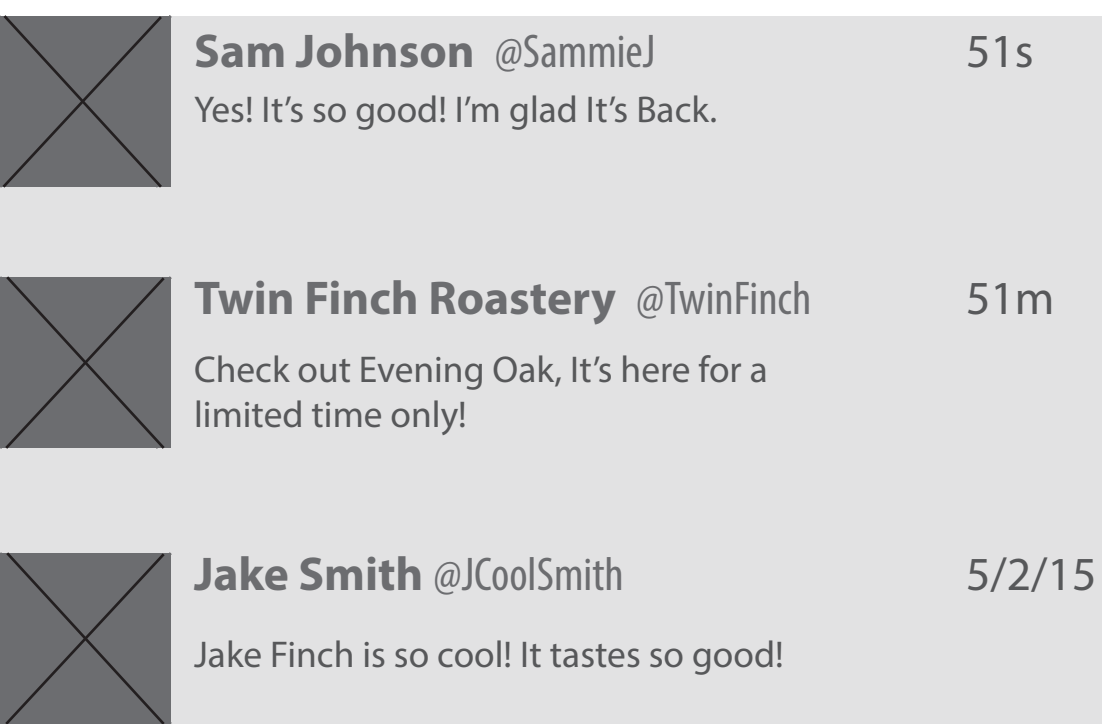 Sam Johnson @SammieJ 51s
Yes! It’s so good! I’m glad It’s Back.
Twin Finch Roastery @TwinFinch 51m
Check out Evening Oak, It’s here for a
limited time only!
Jake Smith @JCoolSmith 5/2/15
Jake Finch is so cool! It tastes so good!